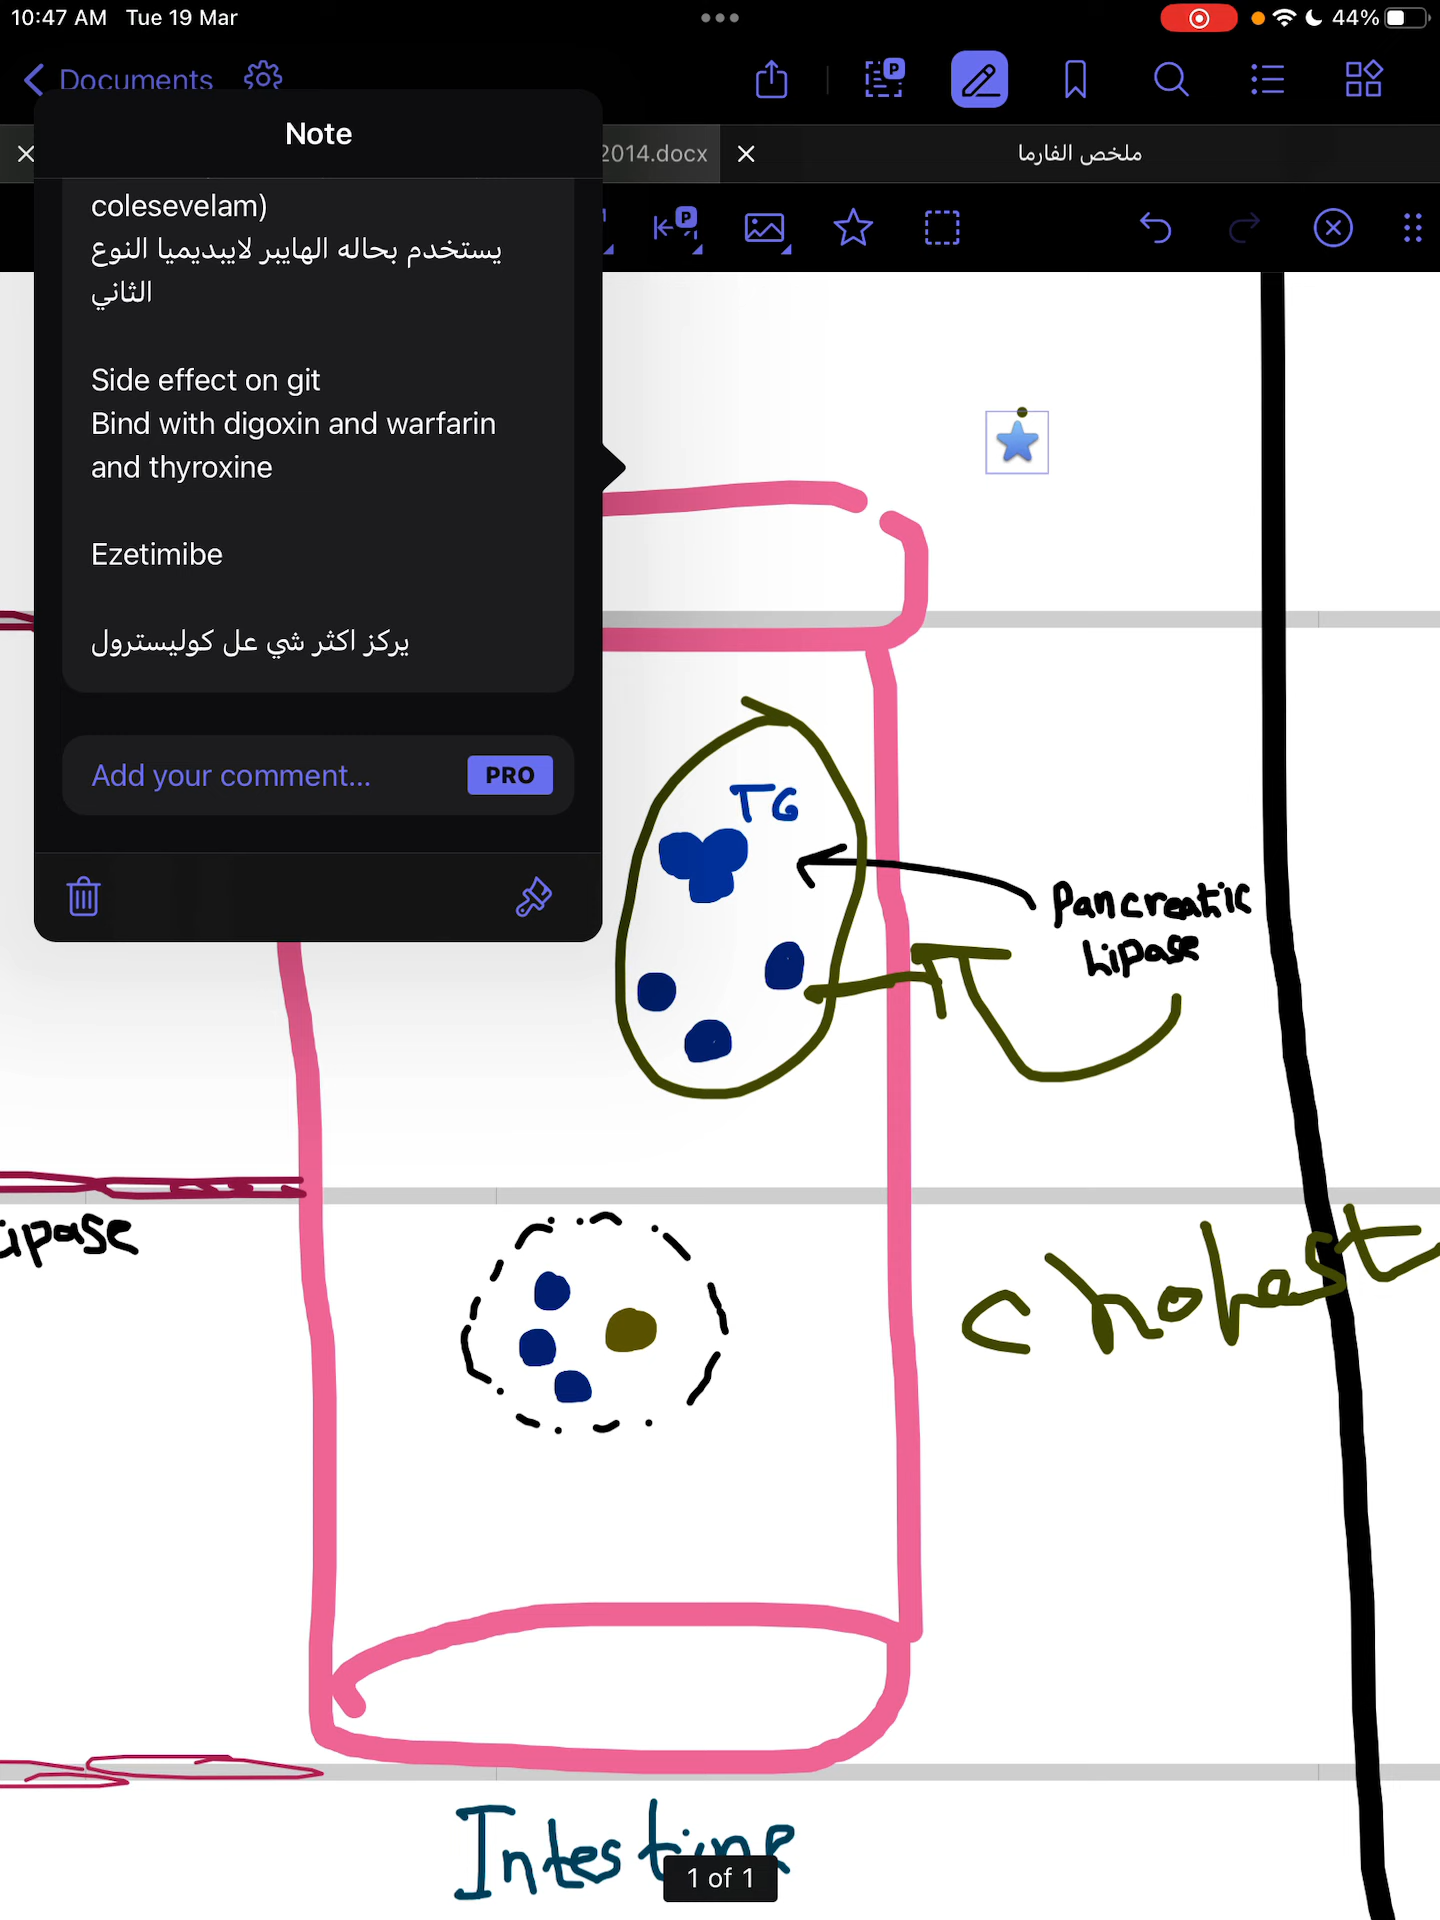 10:47 AM Tue 19 Mar
44%
Documents
P
Note
2014.docx
ملخص الفارما
P
colesevelam)
يستخدم بحاله الهايبر لايبديميا النوع
الثاني
Side effect on git
Bind with digoxin and warfarin
and thyroxine
Ezetimibe
يركز اكثر شي عل كوليسترول
Add your comment...
PRO
TG
Pancreatic
Lipase
ipase
Cholest
Intestine
1 of 1